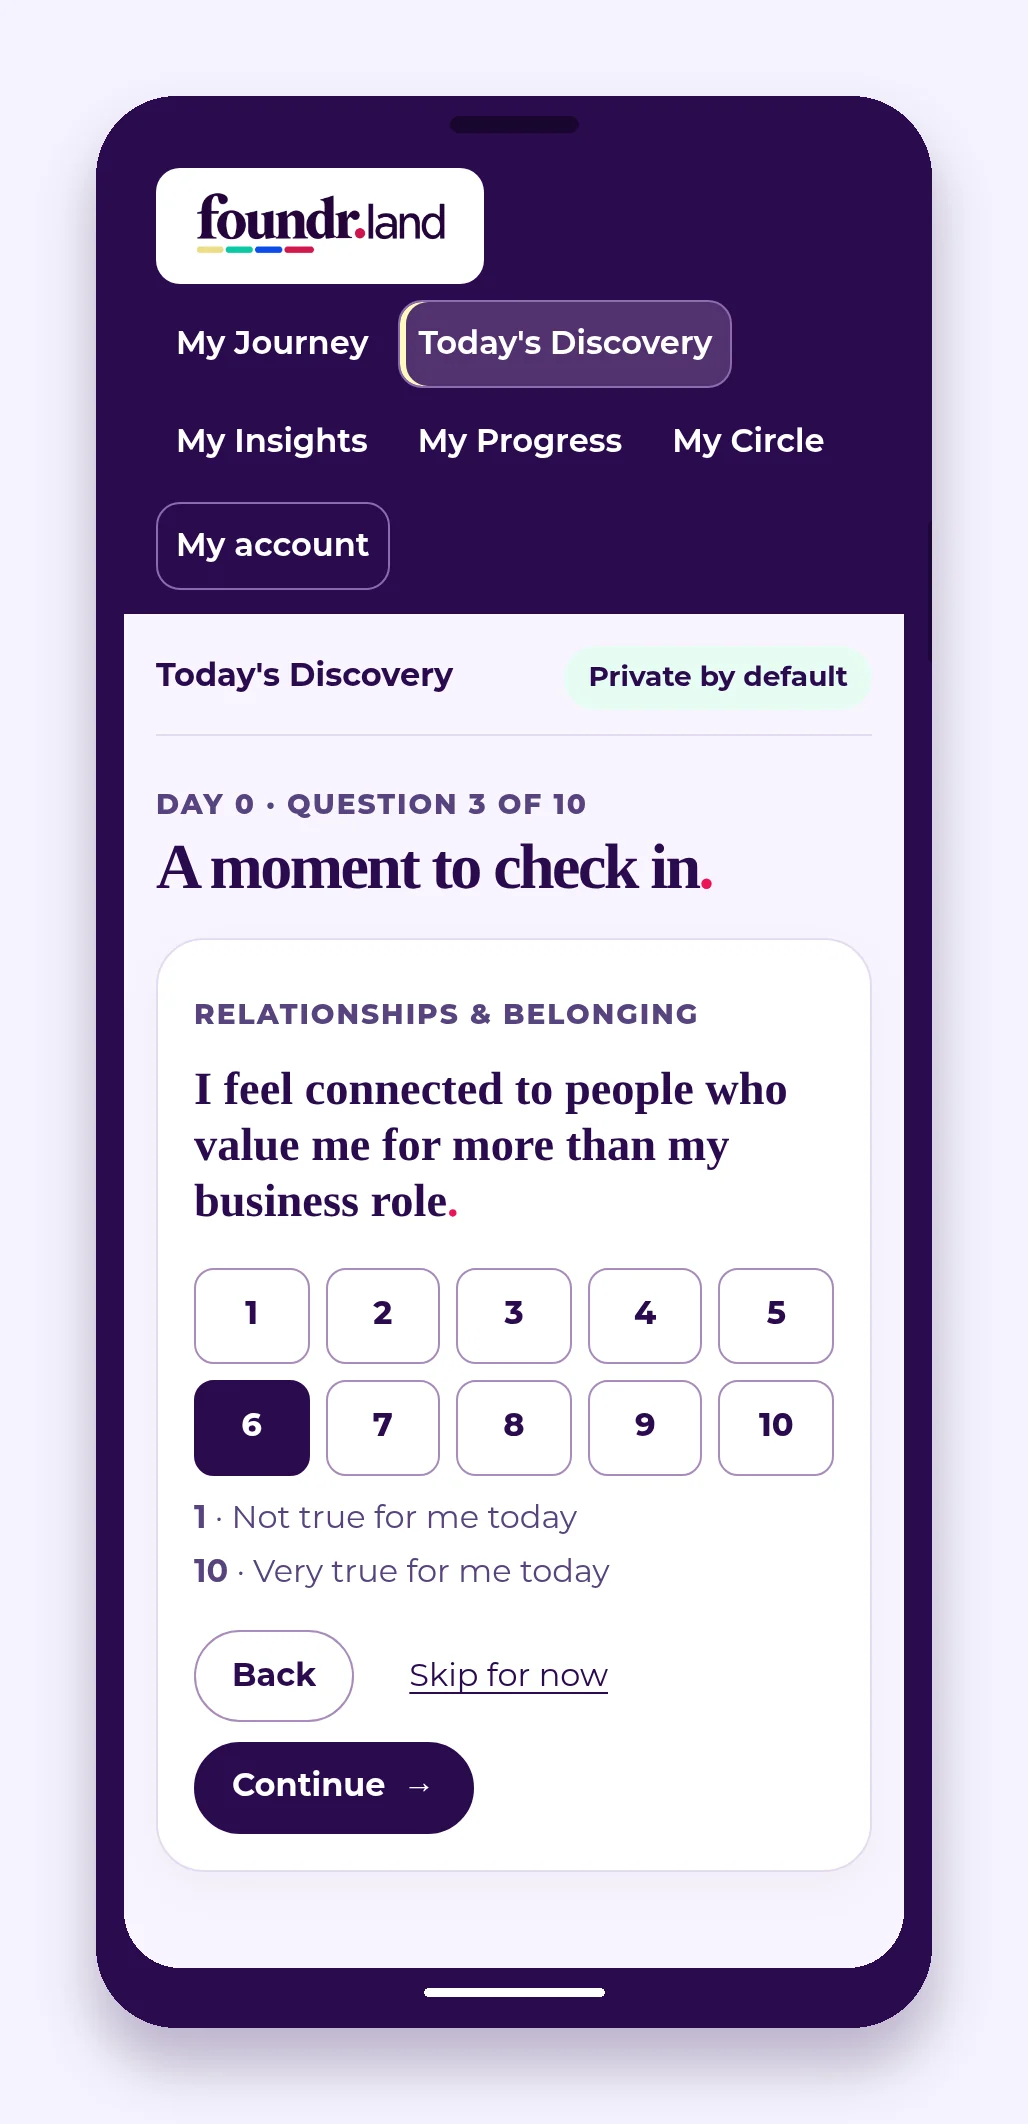 foundr.land
My Journey Today's Discovery
My Insights My Progress My Circle
My account
Today's Discovery Private by default
DAY 0 · QUESTION 3 OF 10
A moment to check in.
RELATIONSHIPS & BELONGING
I feel connected to people who
value me for more than my
business role.
1 2 3 4 5
6 7 8 9 10
1 · Not true for me today
10 · Very true for me today
Back Skip for now
Continue →